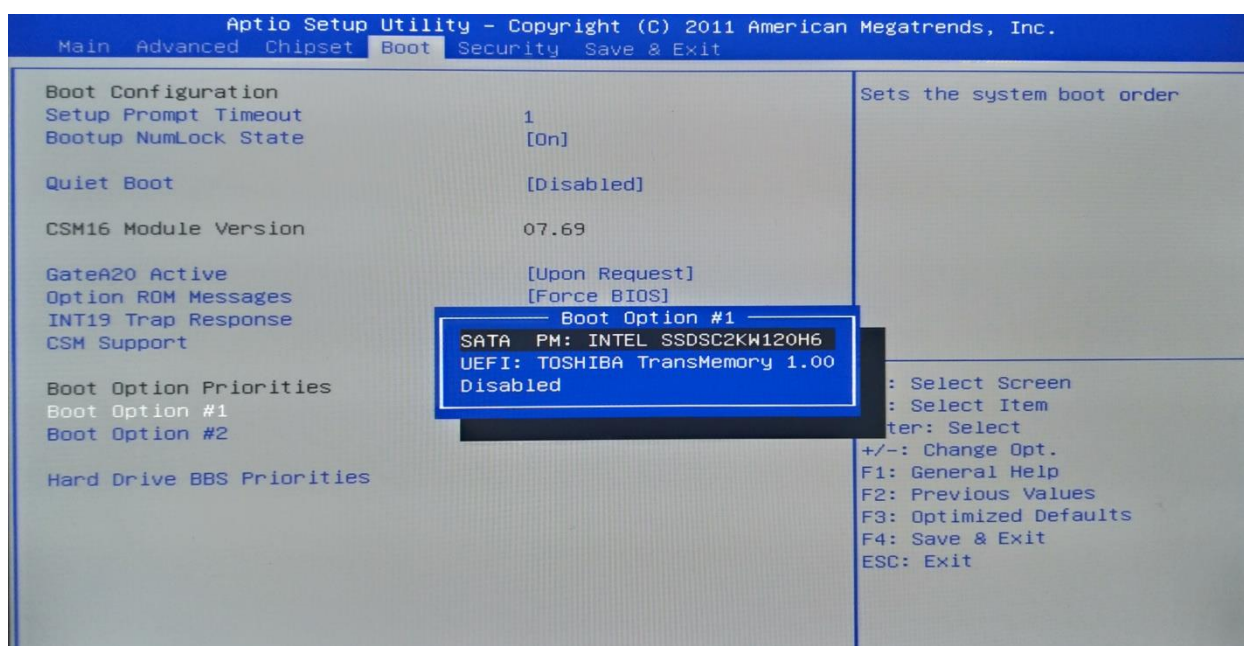 Aptio Setup Utility – Copyright (C) 2011 American Megatrends, Inc.
Main Advanced Chipset Boot Security Save & Exit
Boot Configuration
Setup Prompt Timeout 1
Bootup NumLock State [On]
Quiet Boot [Disabled]
CSM16 Module Version 07.69
GateA20 Active [Upon Request]
Option ROM Messages [Force BIOS]
INT19 Trap Response
CSM Support
Boot Option Priorities
Boot Option #1
Boot Option #2
Hard Drive BBS Priorities
Boot Option #1
SATA PM: INTEL SSDSC2KW120H6
UEFI: TOSHIBA TransMemory 1.00
Disabled
Sets the system boot order
: Select Screen
: Select Item
ter: Select
+/-: Change Opt.
F1: General Help
F2: Previous Values
F3: Optimized Defaults
F4: Save & Exit
ESC: Exit